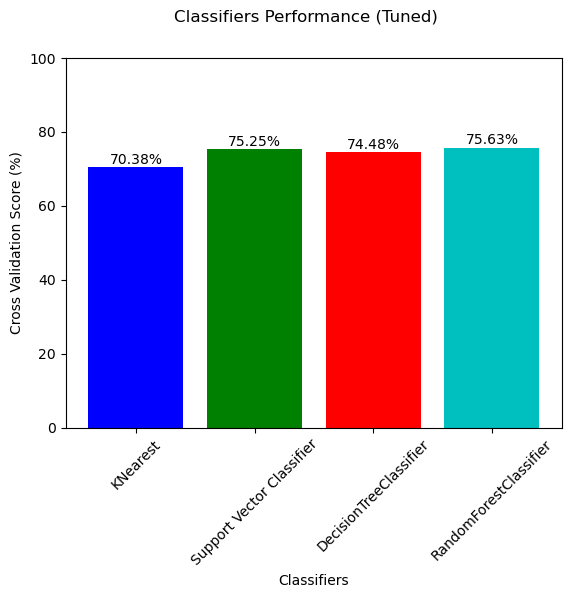 Classifiers Performance (Tuned)
Cross Validation Score (%)
100
80
60
40
20
0
70.38%
75.25%
74.48%
75.63%
KNearest
Support Vector Classifier
DecisionTreeClassifier
RandomForestClassifier
Classifiers